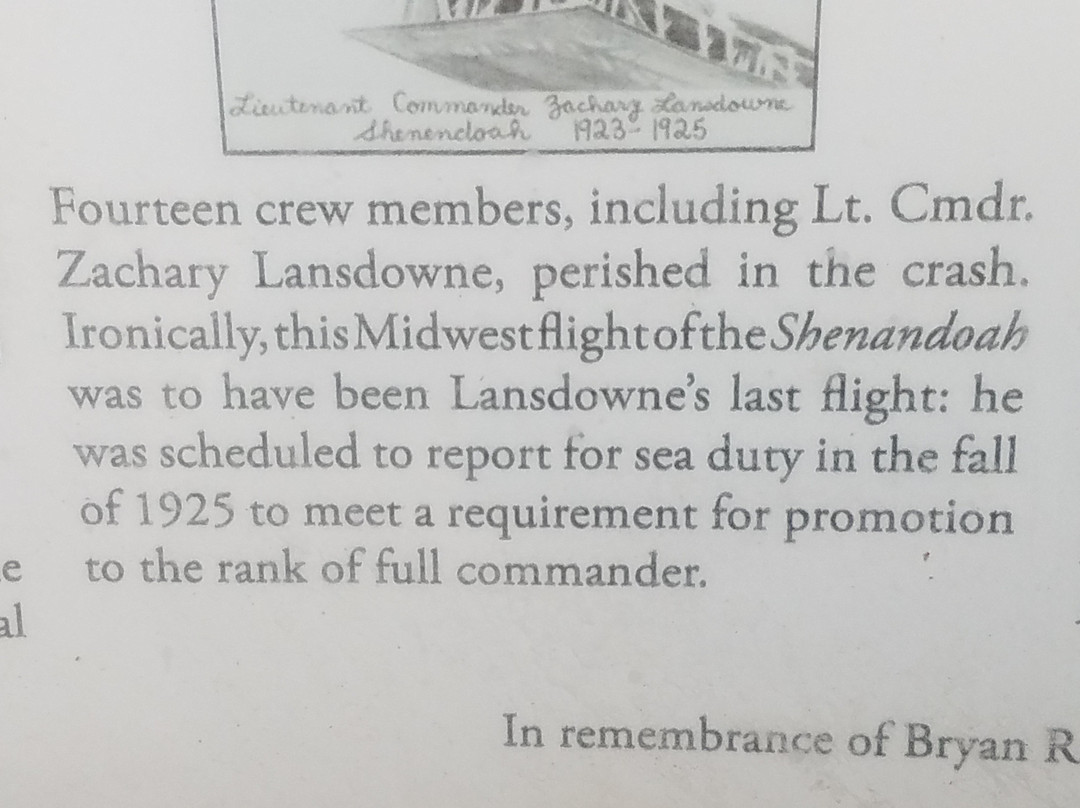 Lieutenant Commander Zachary Lansdowne
Shenendoah 1923-1925
Fourteen crew members, including Lt. Cmdr.
Zachary Lansdowne, perished in the crash.
Ironically, this Midwest flight of the Shenandoah
was to have been Lansdowne's last flight: he
was scheduled to report for sea duty in the fall
of 1925 to meet a requirement for promotion
to the rank of full commander.
In remembrance of Bryan R